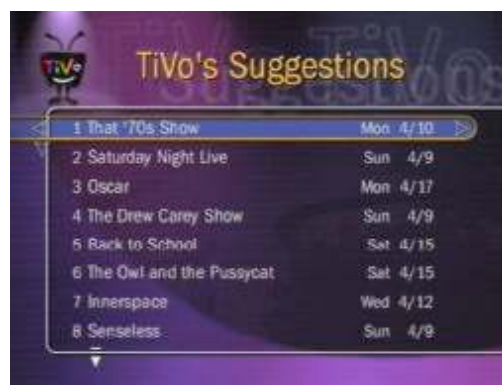 TiVo
TiVo's Suggestions
1 That '70s Show Mon 4/10
2 Saturday Night Live Sun 4/9
3 Oscar Mon 4/17
4 The Drew Carey Show Sun 4/9
5 Back to School Sat 4/15
6 The Owl and the Pussycat Sat 4/15
7 Innerspace Wed 4/12
8 Senseless Sun 4/9